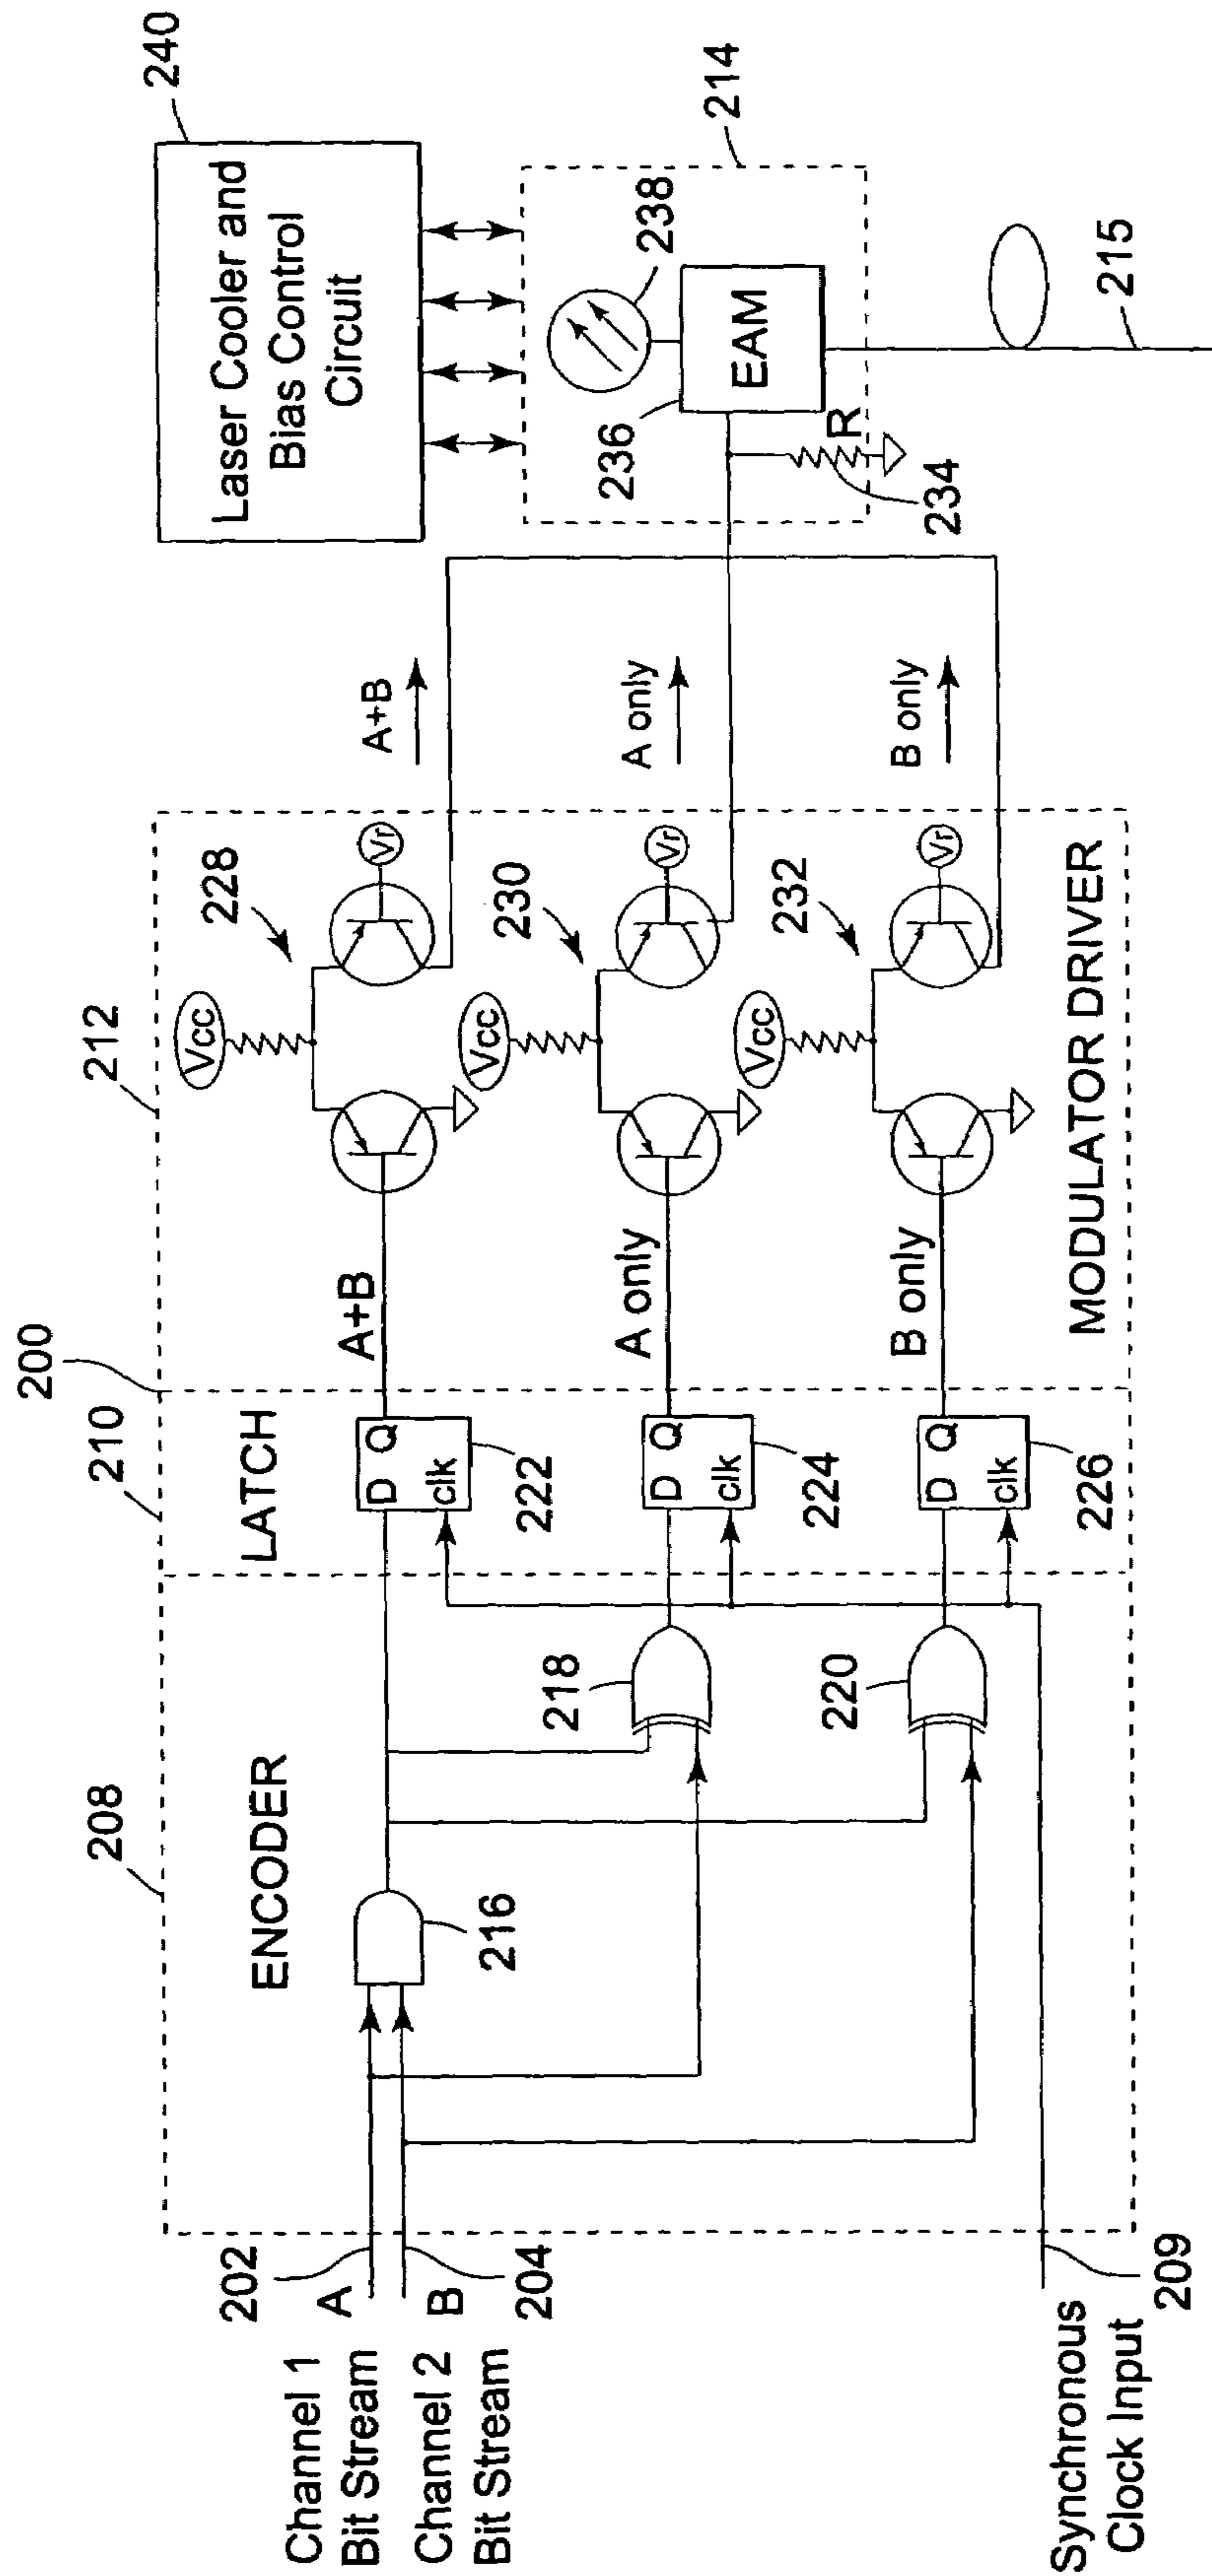 200
208
210
212
ENCODER
LATCH
MODULATOR DRIVER
Channel 1
Bit Stream
A
202
Channel 2
Bit Stream
B
204
Synchronous
Clock Input
209
216
218
220
D Q
clk
222
D Q
clk
224
D Q
clk
226
A+B
A only
B only
Vcc
228
Vr
Vcc
230
Vr
Vcc
232
Vr
A+B
A only
B only
Laser Cooler and
Bias Control
Circuit
240
214
238
236
EAM
R
234
215